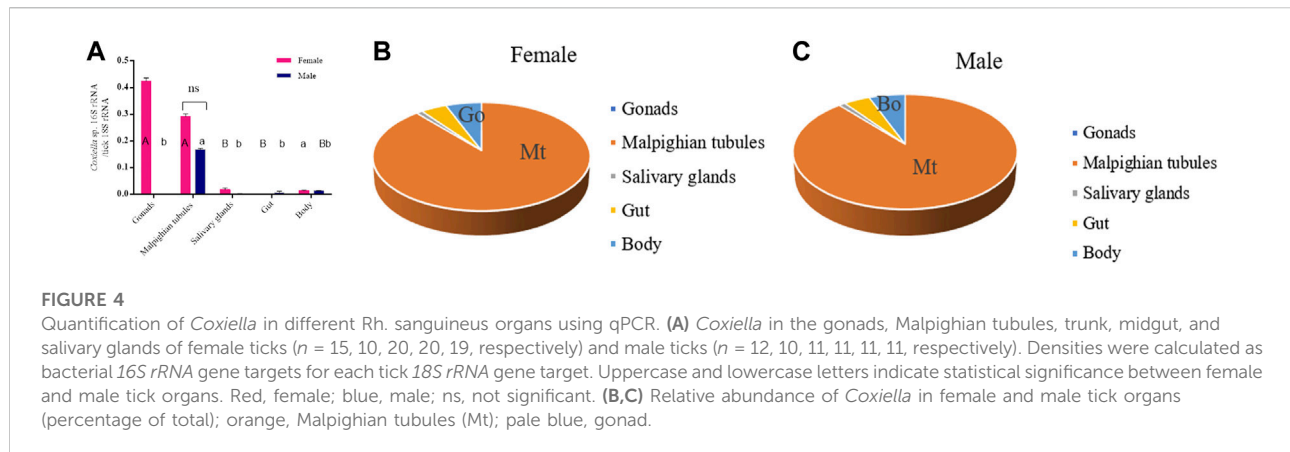 A
Female
Male
0.5
0.4
0.3
0.2
0.1
0.0
Coxiella sp. 16S rRNA
/tick 18S rRNA
ns
A b A a B b B b a Bb
Gonads
Malpighian tubules
Salivary glands
Gut
Body
B
Female
Go
Mt
Gonads
Malpighian tubules
Salivary glands
Gut
Body
C
Male
Bo
Mt
Gonads
Malpighian tubules
Salivary glands
Gut
Body
FIGURE 4
Quantification of Coxiella in different Rh. sanguineus organs using qPCR. (A) Coxiella in the gonads, Malpighian tubules, trunk, midgut, and
salivary glands of female ticks (n = 15, 10, 20, 20, 19, respectively) and male ticks (n = 12, 10, 11, 11, 11, 11, respectively). Densities were calculated as
bacterial 16S rRNA gene targets for each tick 18S rRNA gene target. Uppercase and lowercase letters indicate statistical significance between female
and male tick organs. Red, female; blue, male; ns, not significant. (B,C) Relative abundance of Coxiella in female and male tick organs
(percentage of total); orange, Malpighian tubules (Mt); pale blue, gonad.